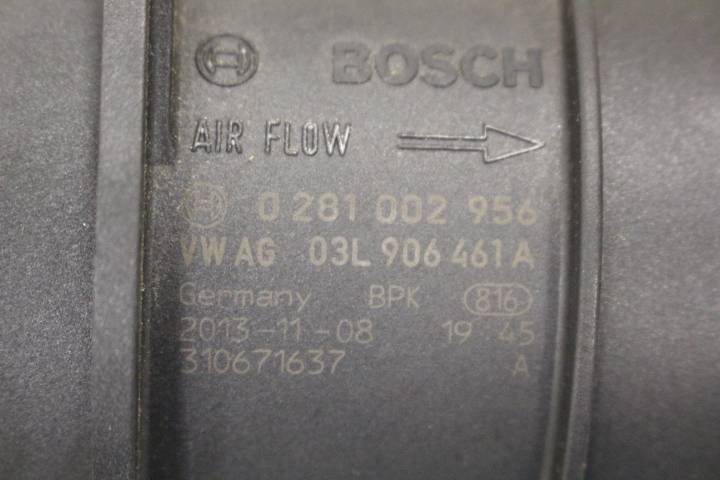 BOSCH
AIR FLOW
0 281 002 956
VW AG 03L 906 461 A
Germany BPK 816
2013-11-08 19 45
310671637 A